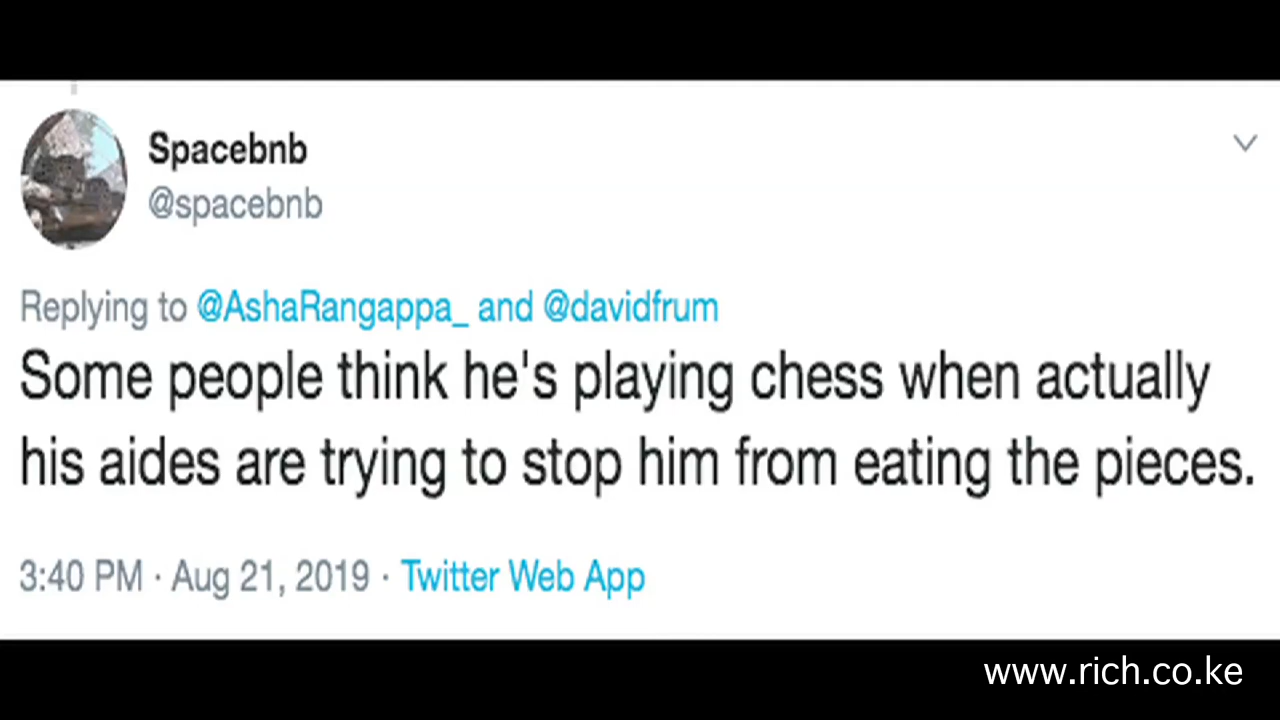 Spacebnb
@spacebnb
Replying to @AshaRangappa_ and @davidfrum
Some people think he's playing chess when actually
his aides are trying to stop him from eating the pieces.
3:40 PM · Aug 21, 2019 · Twitter Web App
www.rich.co.ke